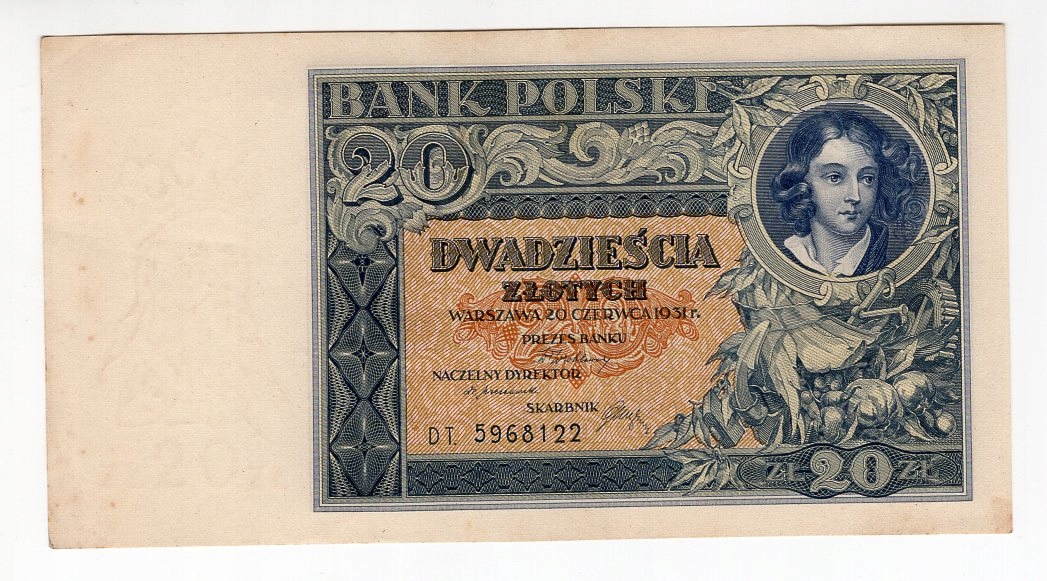 BANK POLSKI
20
DWADZIEŚCIA
ZŁOTYCH
WARSZAWA 20 CZERWCA 1931 r.
PREZES BANKU
NACZELNY DYREKTOR
SKARBNIK
DT. 5968122
ZŁ 20 ZŁ